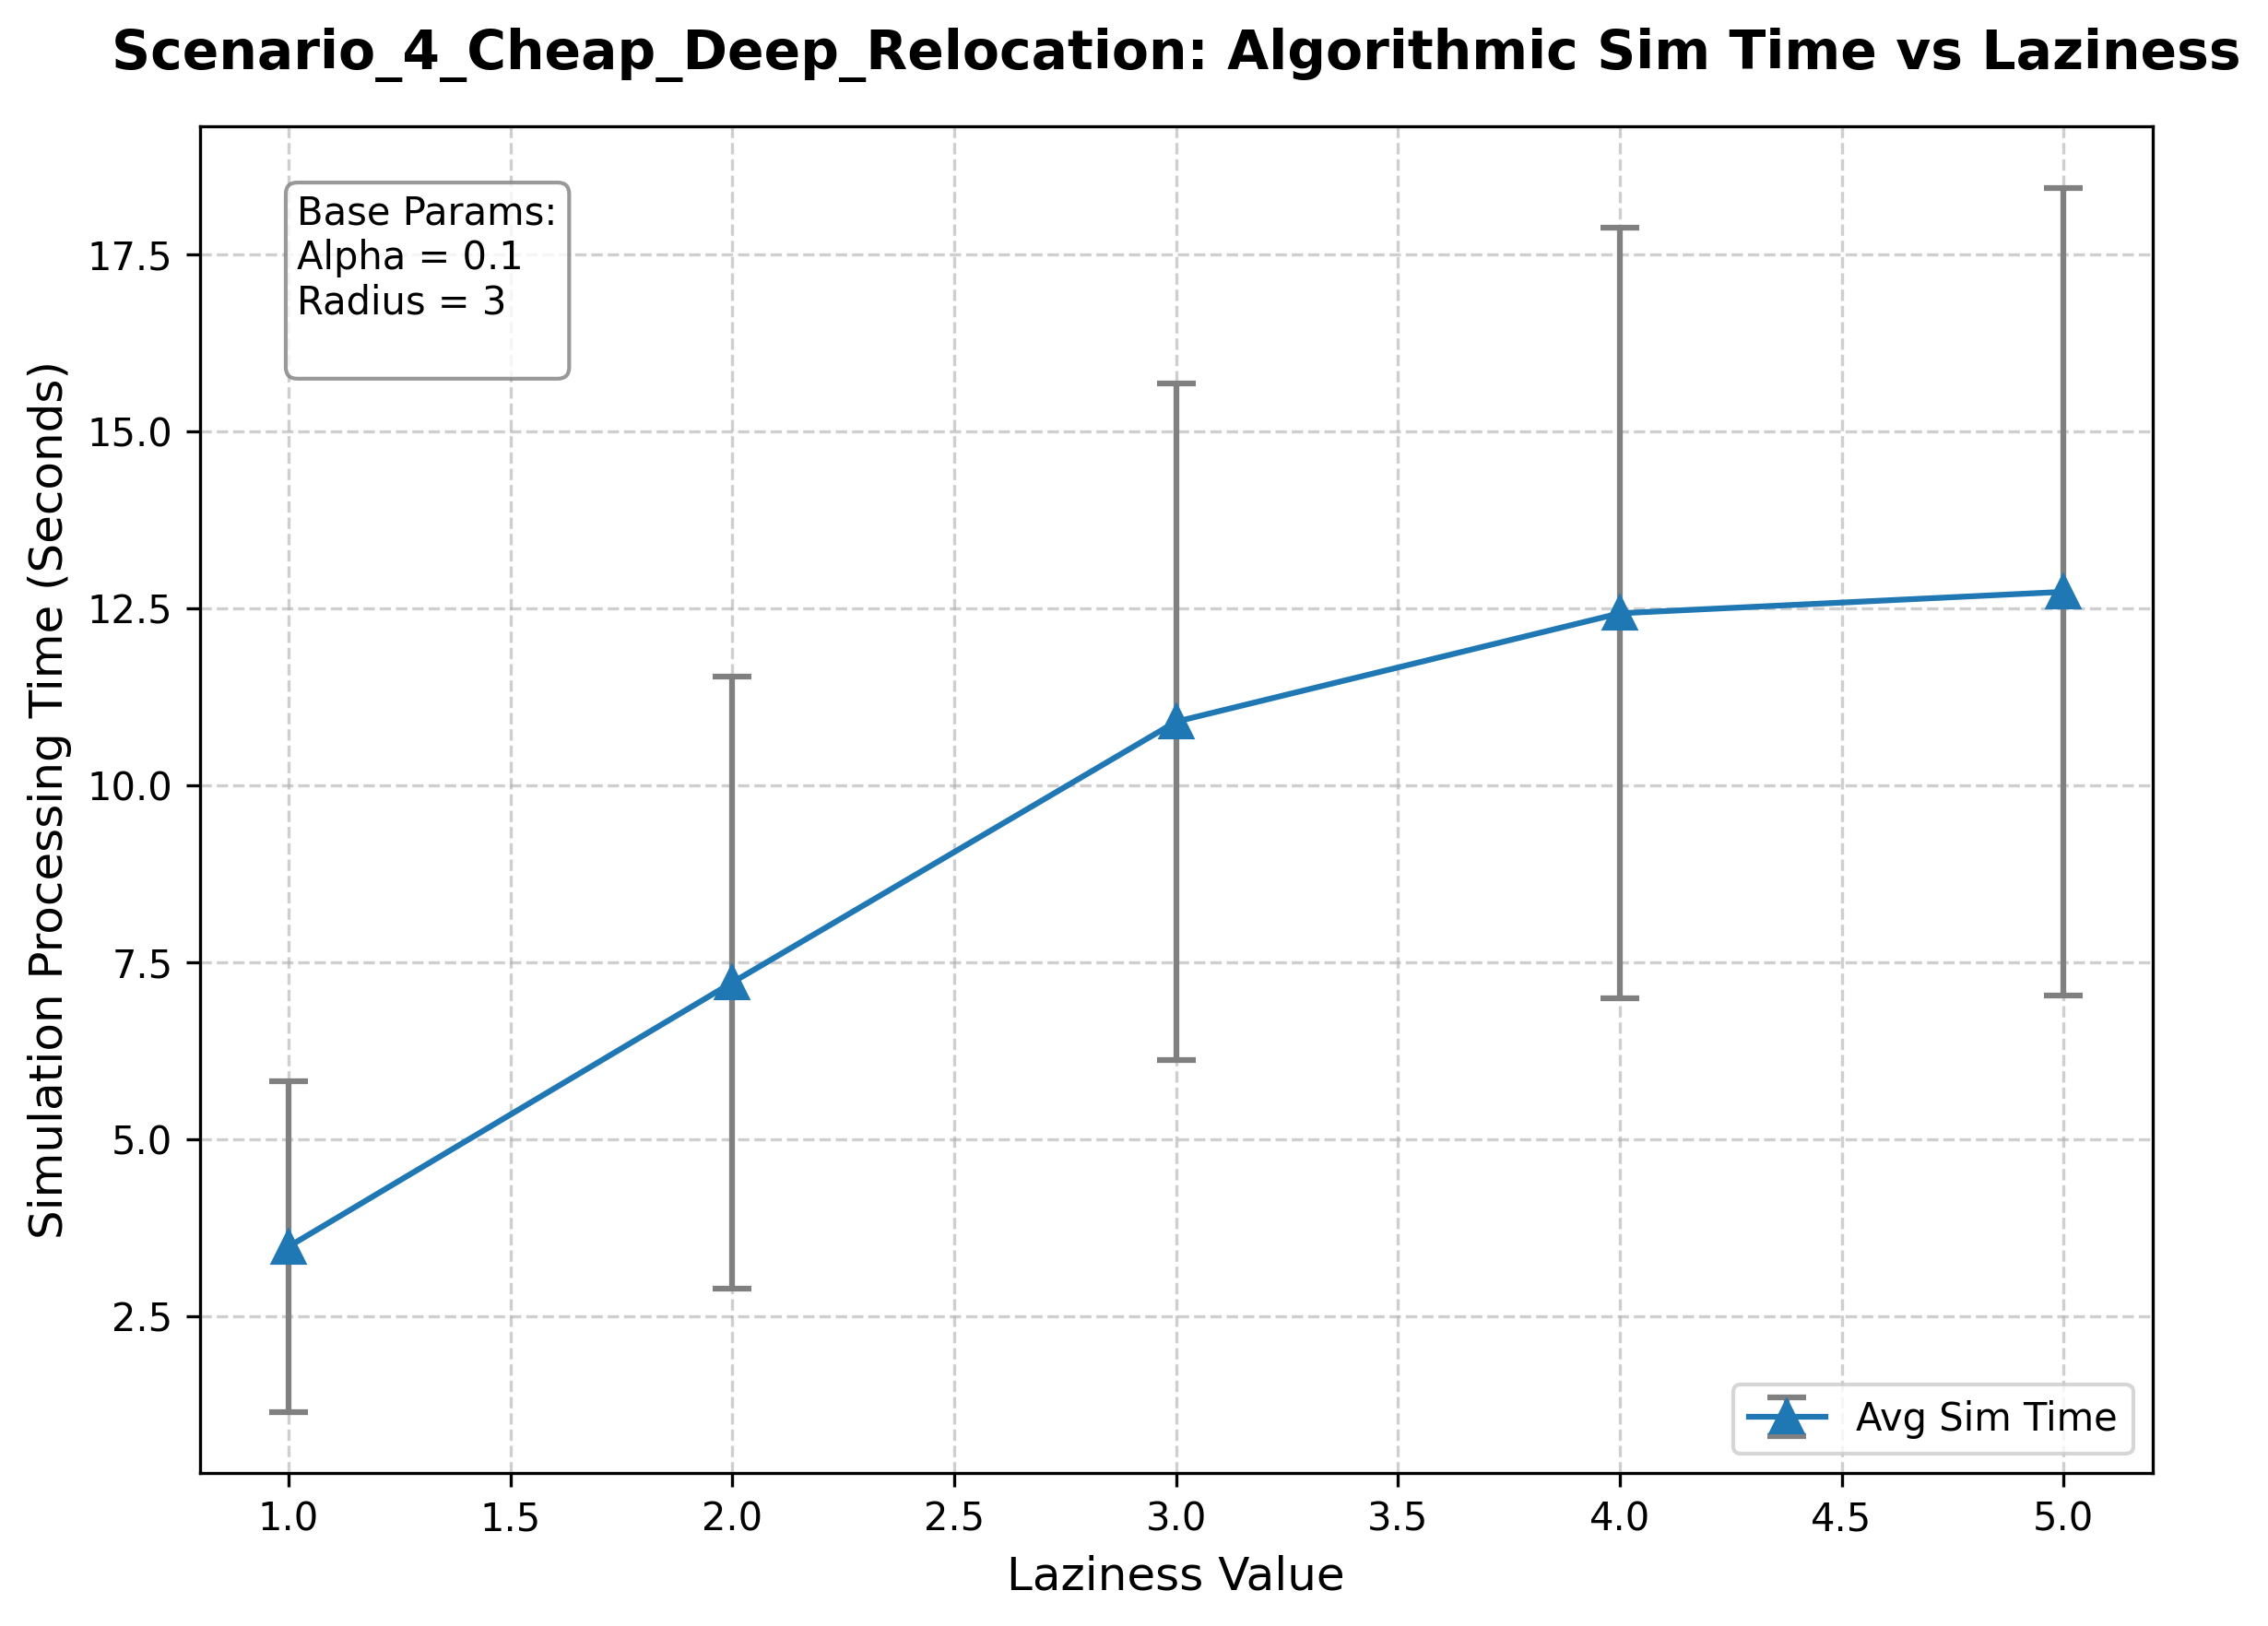 Scenario_4_Cheap_Deep_Relocation: Algorithmic Sim Time vs Laziness
Base Params:
Alpha = 0.1
Radius = 3
Simulation Processing Time (Seconds)
17.5
15.0
12.5
10.0
7.5
5.0
2.5
Avg Sim Time
1.0 1.5 2.0 2.5 3.0 3.5 4.0 4.5 5.0
Laziness Value